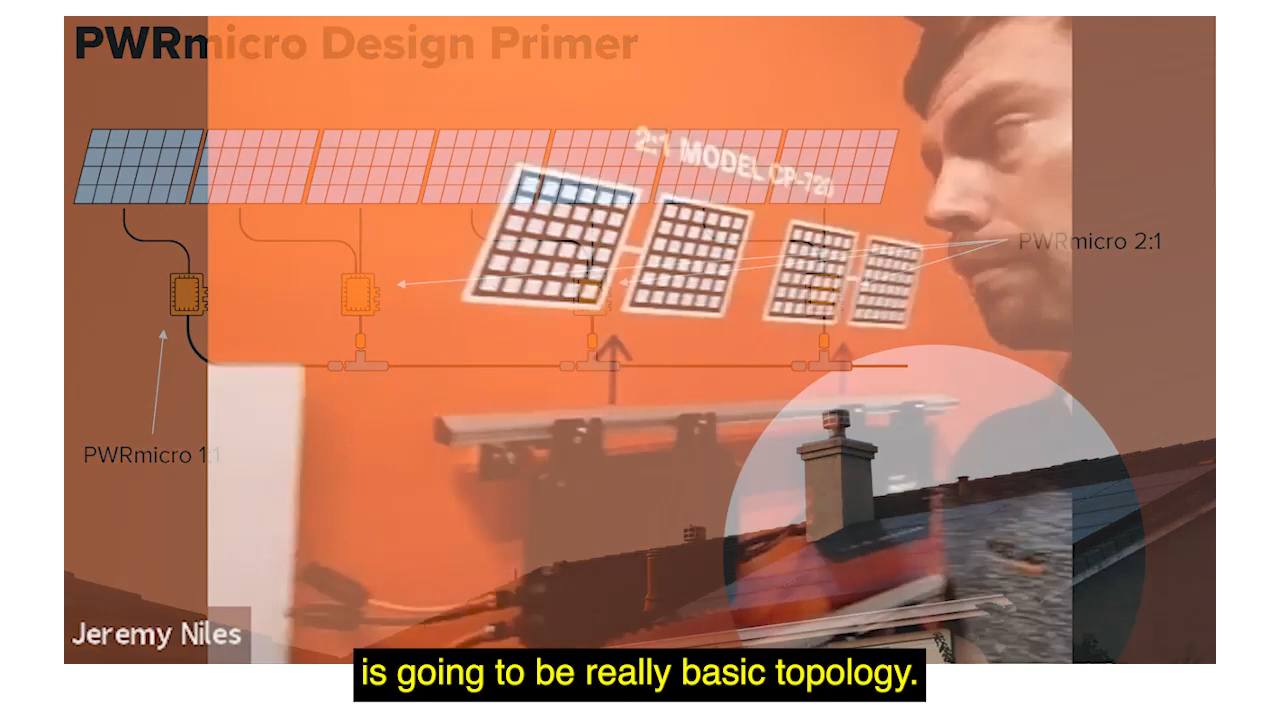 PWRmicro Design Primer
2:1 MODEL CP-720
PWRmicro 2:1
PWRmicro 1:1
Jeremy Niles
is going to be really basic topology.